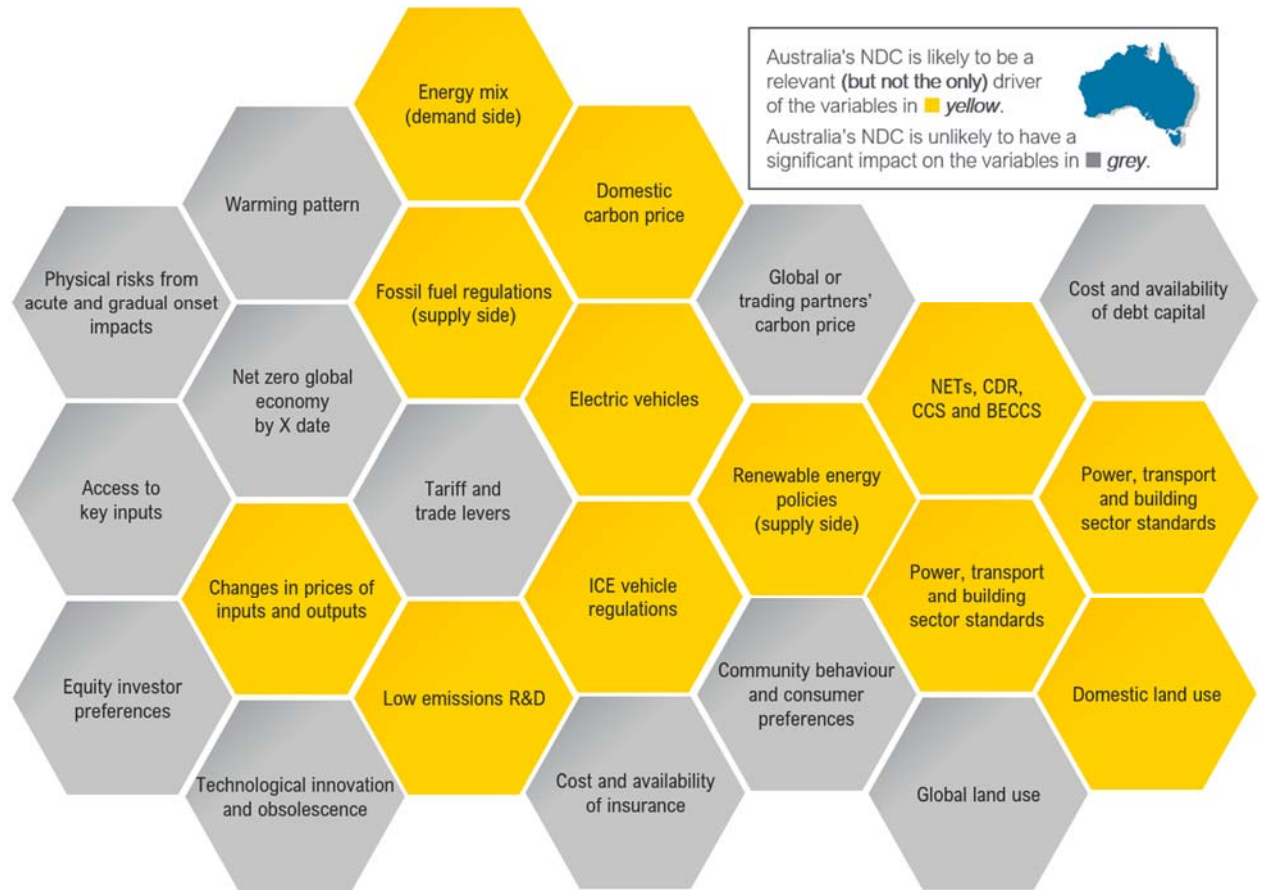 Energy mix
(demand side)
Australia's NDC is likely to be a
relevant (but not the only) driver
of the variables in yellow.
Australia's NDC is unlikely to have a
significant impact on the variables in grey.
Warming pattern
Domestic
carbon price
Physical risks from
acute and gradual onset
impacts
Fossil fuel regulations
(supply side)
Global or
trading partners'
carbon price
Cost and availability
of debt capital
Net zero global
economy
by X date
Electric vehicles
NETs, CDR,
CCS and BECCS
Access to
key inputs
Tariff and
trade levers
Renewable energy
policies
(supply side)
Power, transport
and building
sector standards
Changes in prices of
inputs and outputs
ICE vehicle
regulations
Power, transport
and building
sector standards
Equity investor
preferences
Low emissions R&D
Community behaviour
and consumer
preferences
Domestic land use
Technological innovation
and obsolescence
Cost and availability
of insurance
Global land use